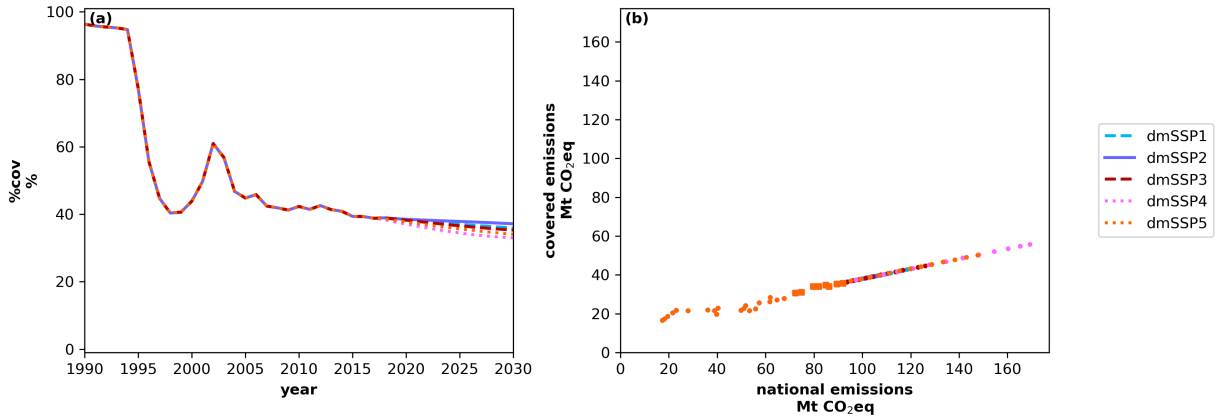 (a)
100
80
60
40
20
0
%cov
%
1990 1995 2000 2005 2010 2015 2020 2025 2030
year
(b)
160
140
120
100
80
60
40
20
0
covered emissions
Mt CO₂eq
0 20 40 60 80 100 120 140 160
national emissions
Mt CO₂eq
dmSSP1
dmSSP2
dmSSP3
dmSSP4
dmSSP5